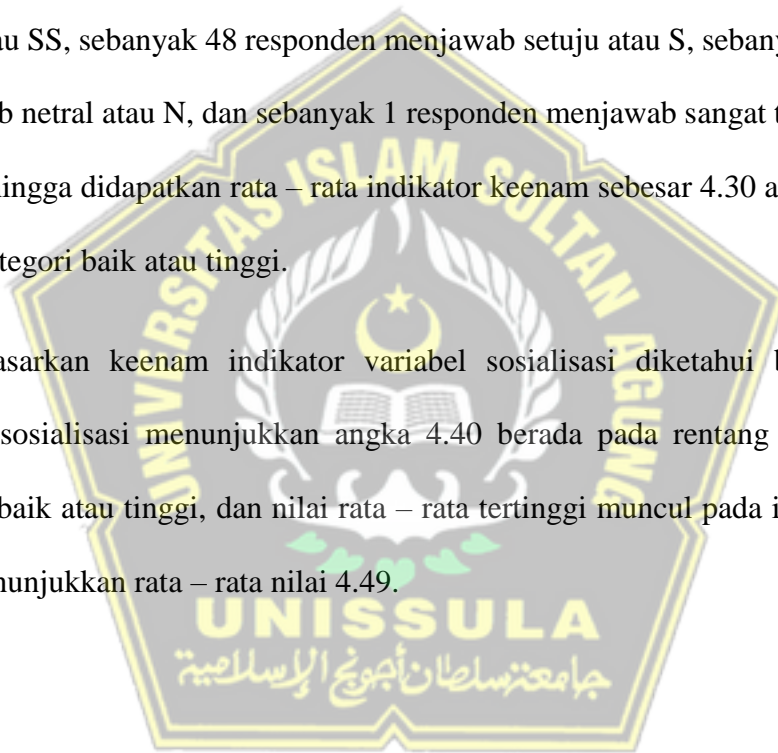 au SS, sebanyak 48 responden menjawab setuju atau S, sebany
b netral atau N, dan sebanyak 1 responden menjawab sangat t
ingga didapatkan rata – rata indikator keenam sebesar 4.30 a
tegori baik atau tinggi.
asarkan keenam indikator variabel sosialisasi diketahui b
sosialisasi menunjukkan angka 4.40 berada pada rentang
baik atau tinggi, dan nilai rata – rata tertinggi muncul pada i
nunjukkan rata – rata nilai 4.49.
UNIVERSITAS ISLAM SULTAN AGUNG
UNISSULA
جامعة سلطان أجونج الإسلامية